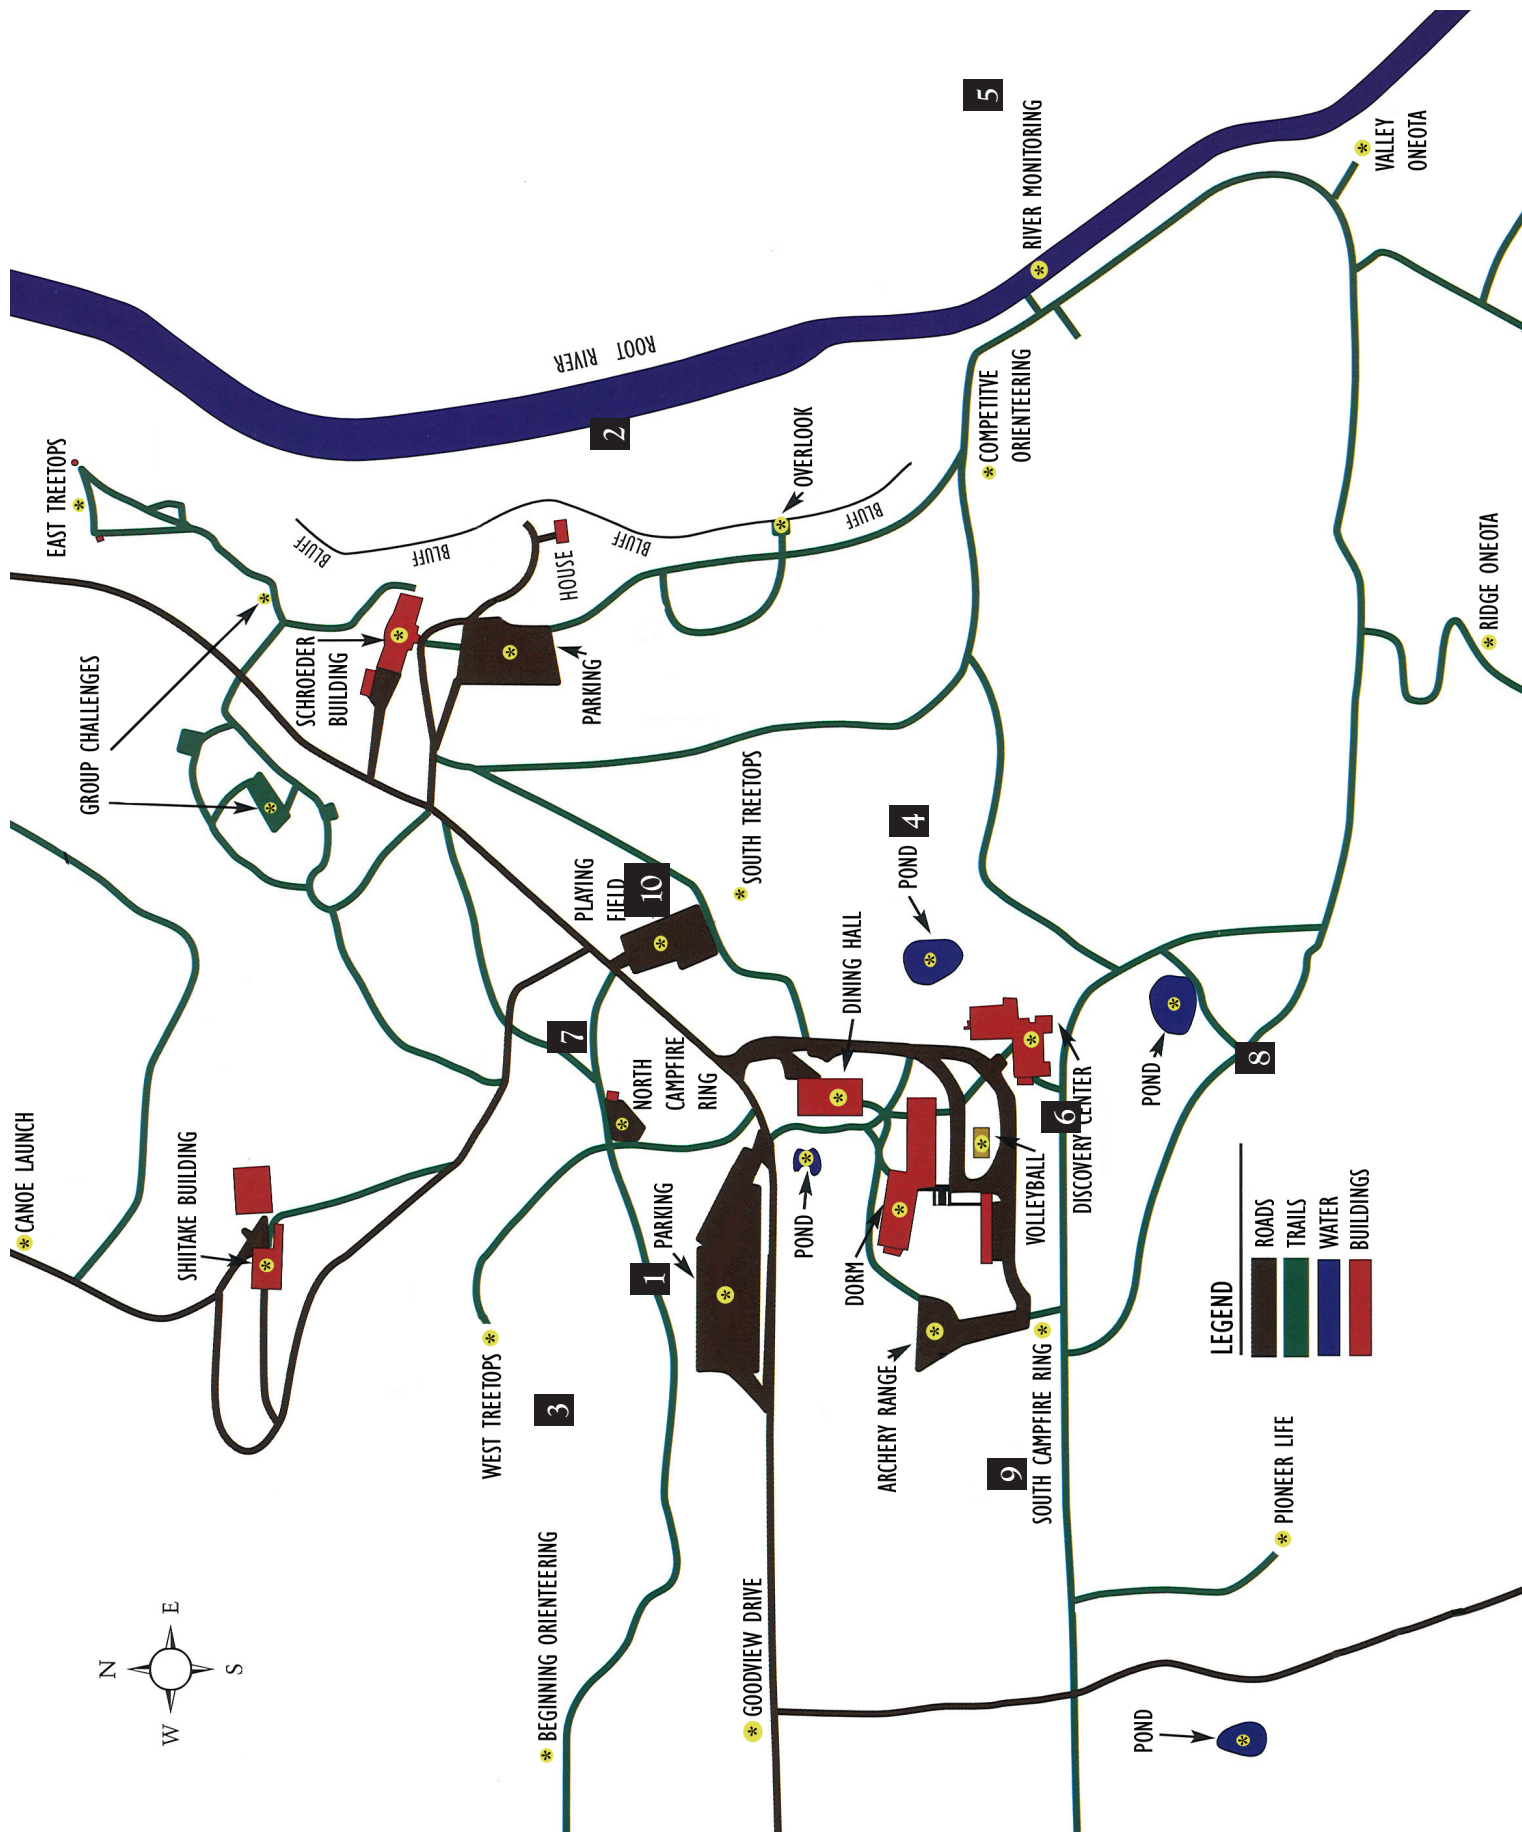 EAST TREETOPS
GROUP CHALLENGES
CANOE LAUNCH
SHITAKE BUILDING
N
W
E
S
SCHROEDER
BUILDING
BLUFF
BLUFF
HOUSE
BLUFF
BLUFF
ROOT RIVER
2
OVERLOOK
PARKING
PLAYING
FIELD
10
SOUTH TREETOPS
7
NORTH
CAMPFIRE
RING
1
PARKING
WEST TREETOPS
3
BEGINNING ORIENTEERING
GOODVIEW DRIVE
POND
DINING HALL
DORM
ARCHERY RANGE
POND
4
5
RIVER MONITORING
COMPETITVE
ORIENTEERING
VALLEY
ONEOTA
RIDGE ONEOTA
VOLLEYBALL
6
DISCOVERY CENTER
9
SOUTH CAMPFIRE RING
POND
8
PIONEER LIFE
POND
LEGEND
ROADS
TRAILS
WATER
BUILDINGS